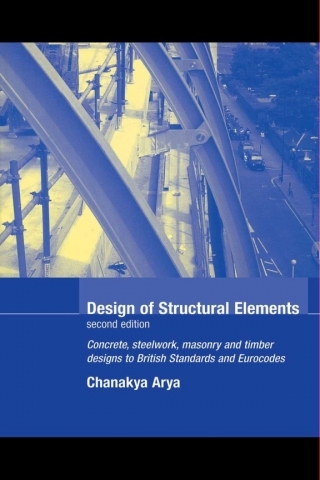 Design of Structural Elements
second edition
Concrete, steelwork, masonry and timber
designs to British Standards and Eurocodes
Chanakya Arya